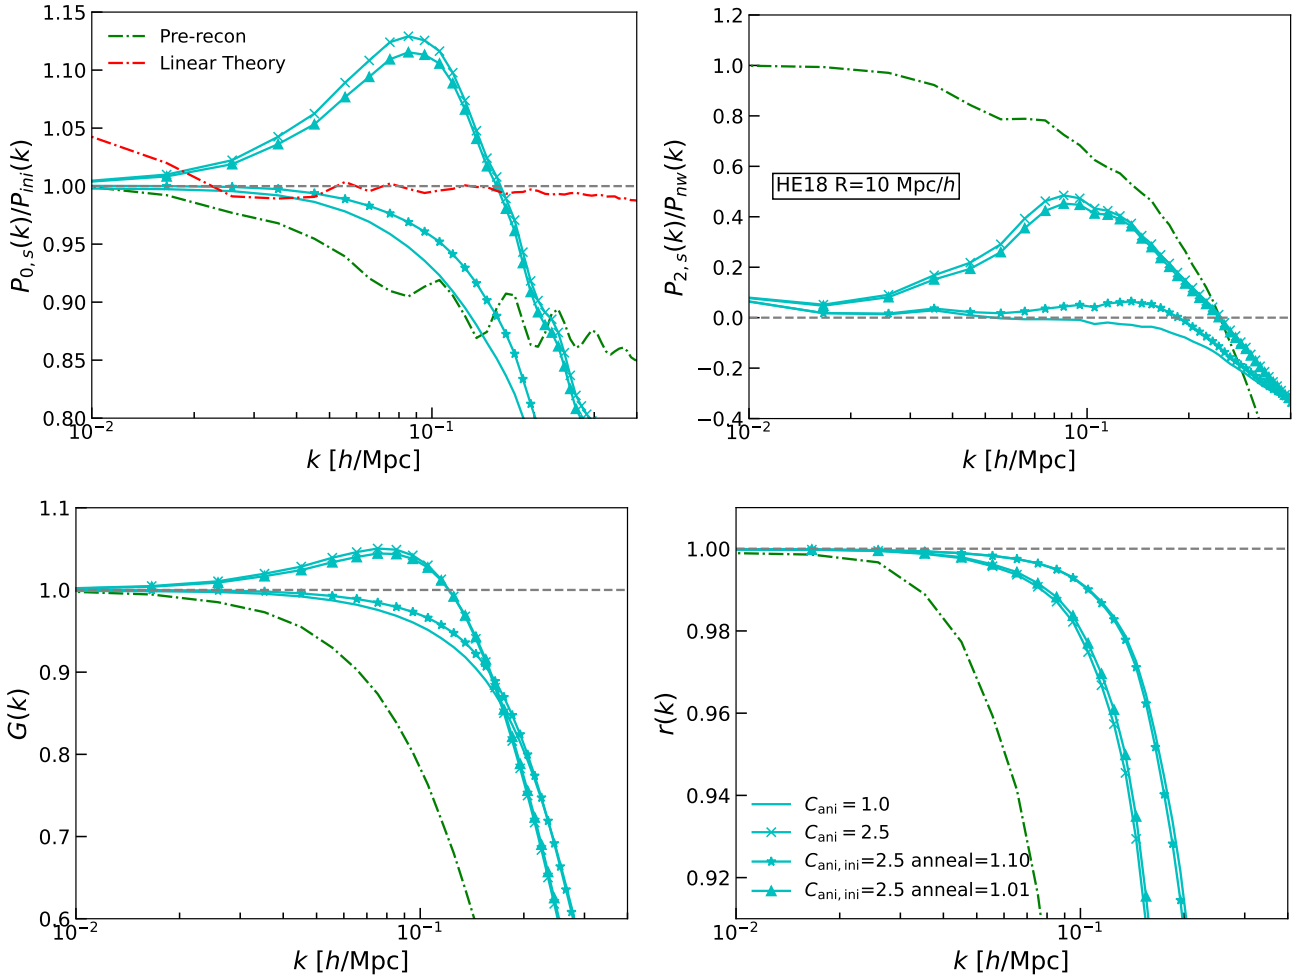 1.15
1.10
1.05
1.00
0.95
0.90
0.85
0.80
P₀,ₛ(k)/Pᵢₙᵢ(k)
Pre-recon
Linear Theory
10⁻²
10⁻¹
k [h/Mpc]
1.2
1.0
0.8
0.6
0.4
0.2
0.0
−0.2
−0.4
P₂,ₛ(k)/Pₙw(k)
HE18 R=10 Mpc/h
10⁻²
10⁻¹
k [h/Mpc]
1.1
1.0
0.9
0.8
0.7
0.6
G(k)
10⁻²
10⁻¹
k [h/Mpc]
1.00
0.98
0.96
0.94
0.92
r(k)
C_ani = 1.0
C_ani = 2.5
C_ani, ini=2.5 anneal=1.10
C_ani, ini=2.5 anneal=1.01
10⁻²
10⁻¹
k [h/Mpc]